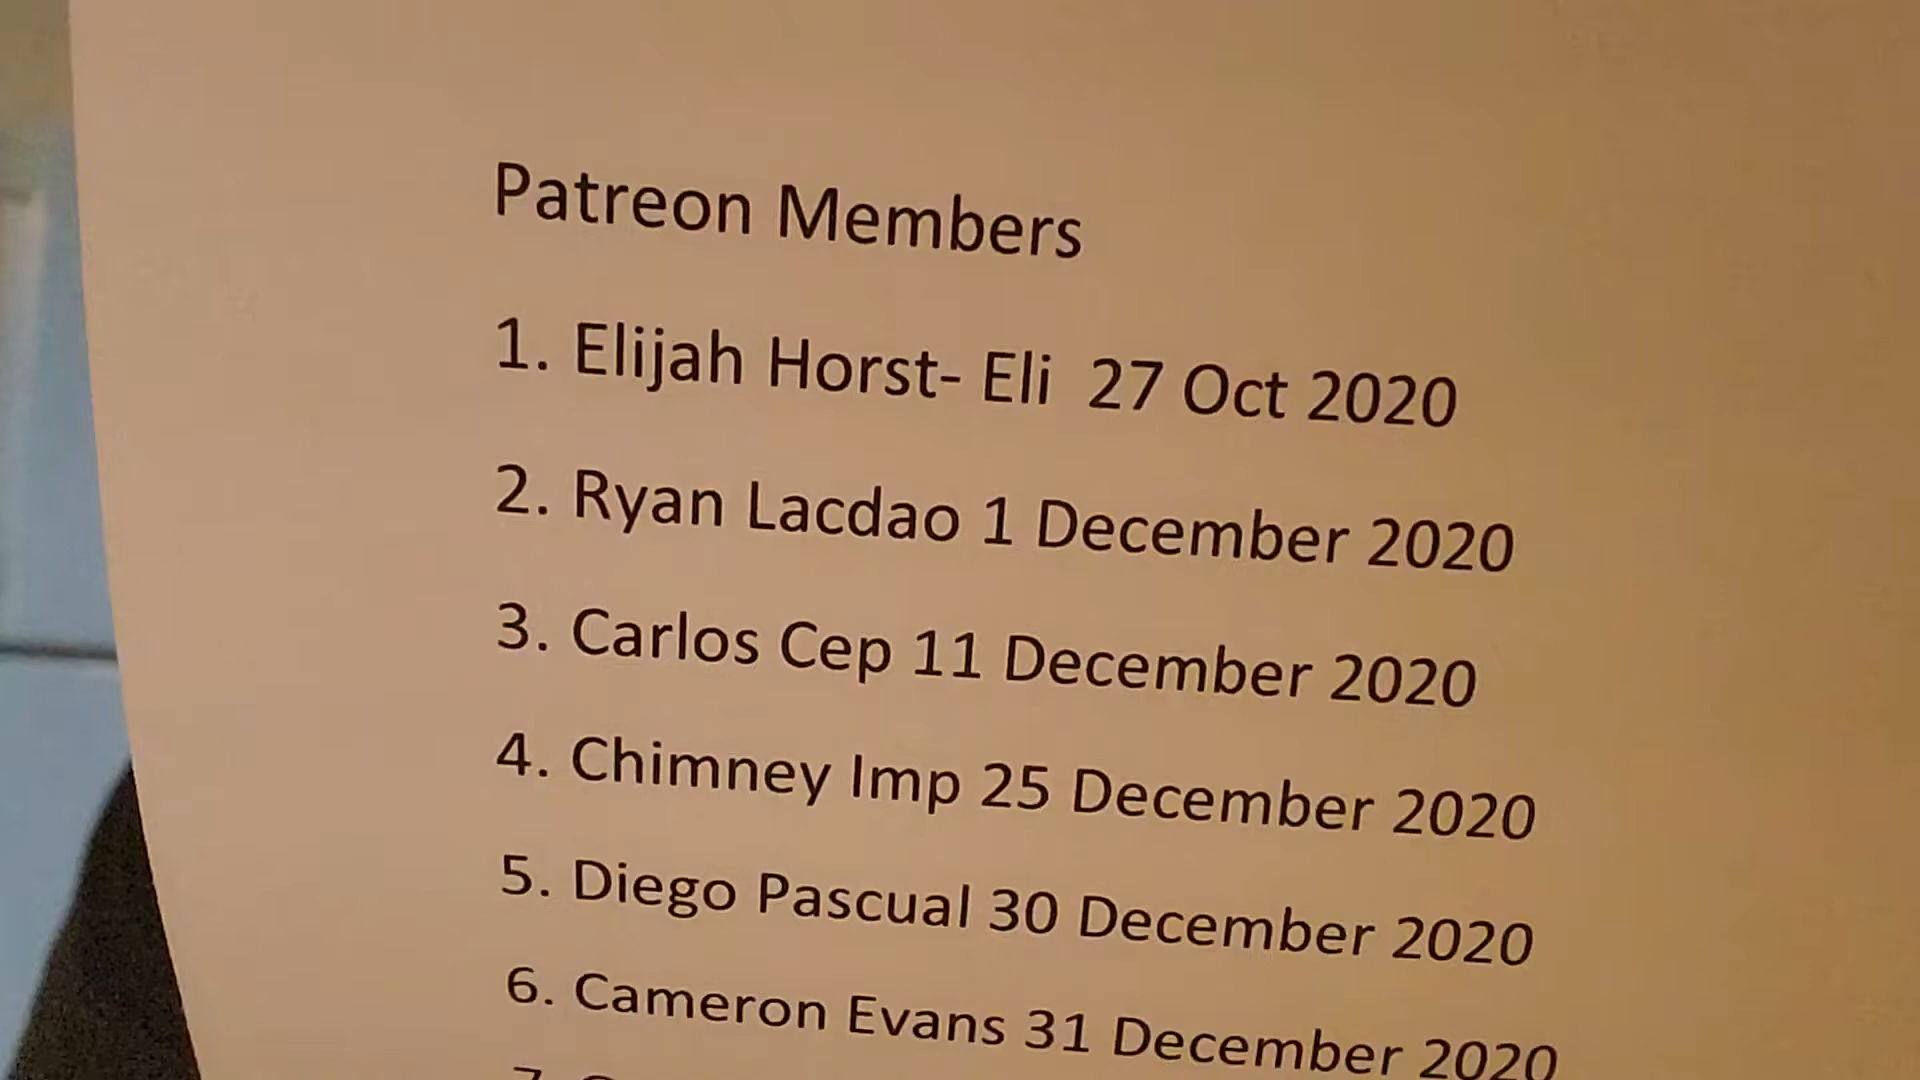 Patreon Members
1. Elijah Horst- Eli 27 Oct 2020
2. Ryan Lacdao 1 December 2020
3. Carlos Cep 11 December 2020
4. Chimney Imp 25 December 2020
5. Diego Pascual 30 December 2020
6. Cameron Evans 31 December 2020
7.